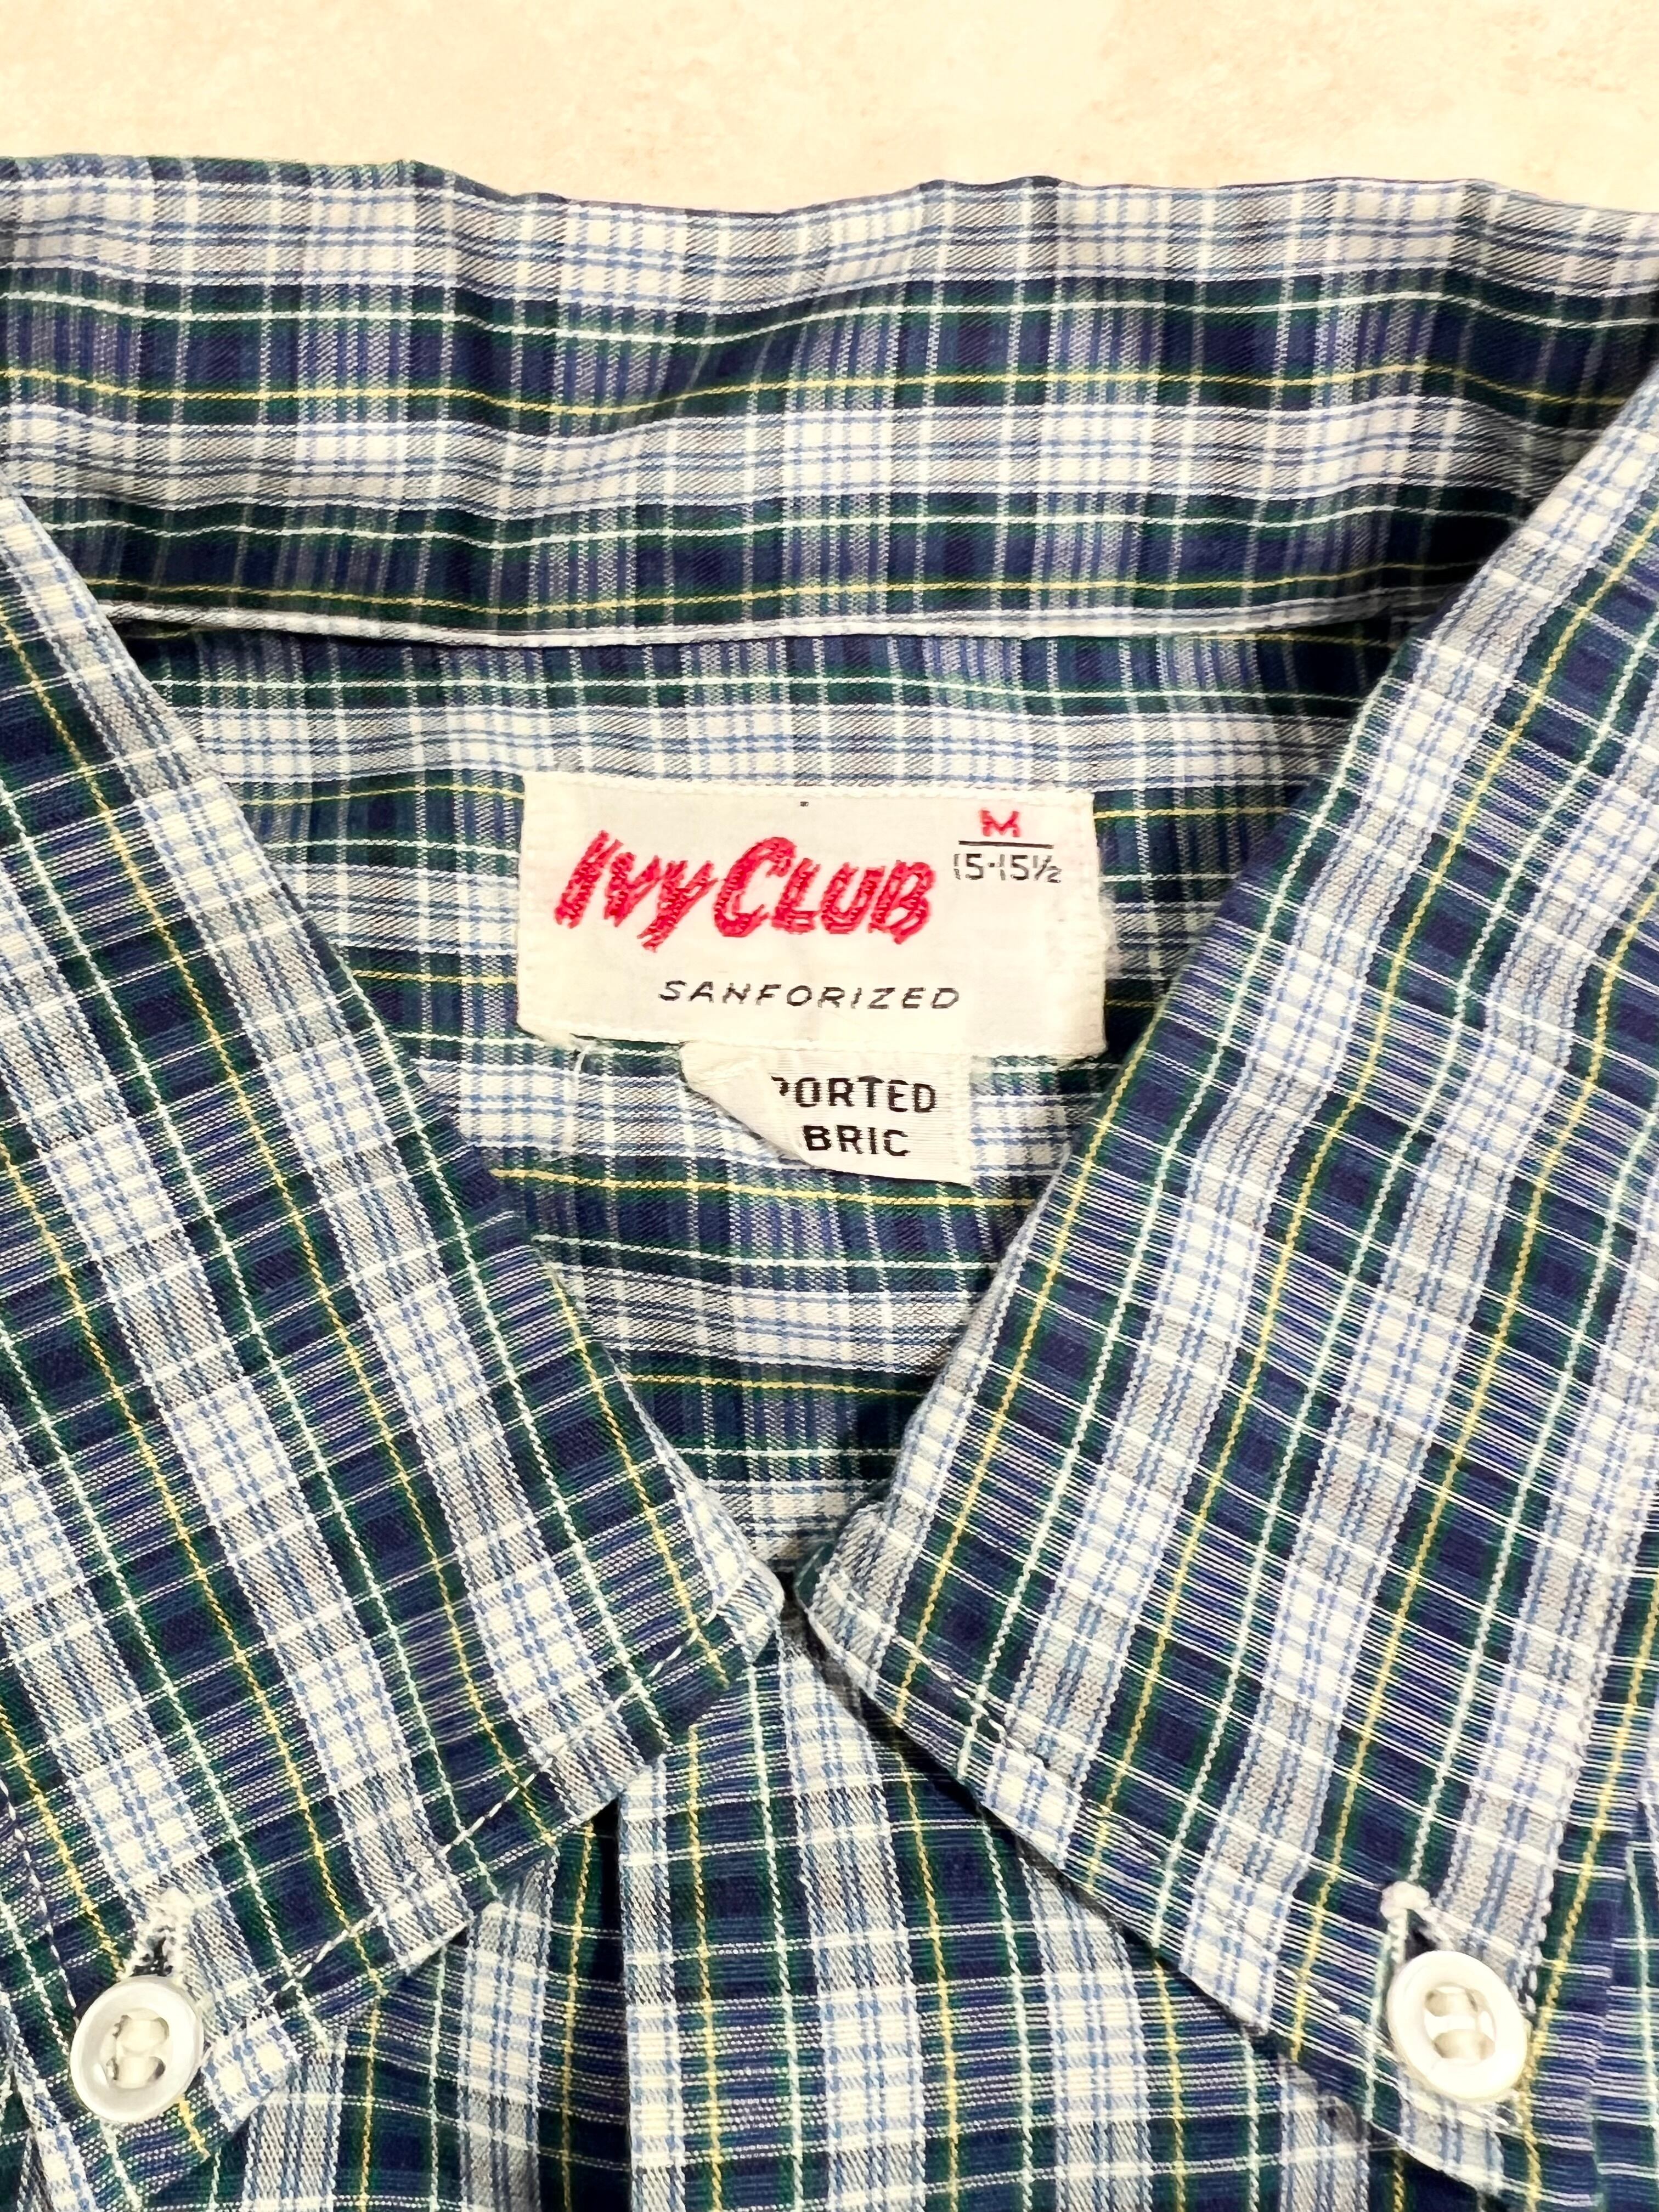 Ivy CLUB
M
15-15½
SANFORIZED
PORTED
BRIC